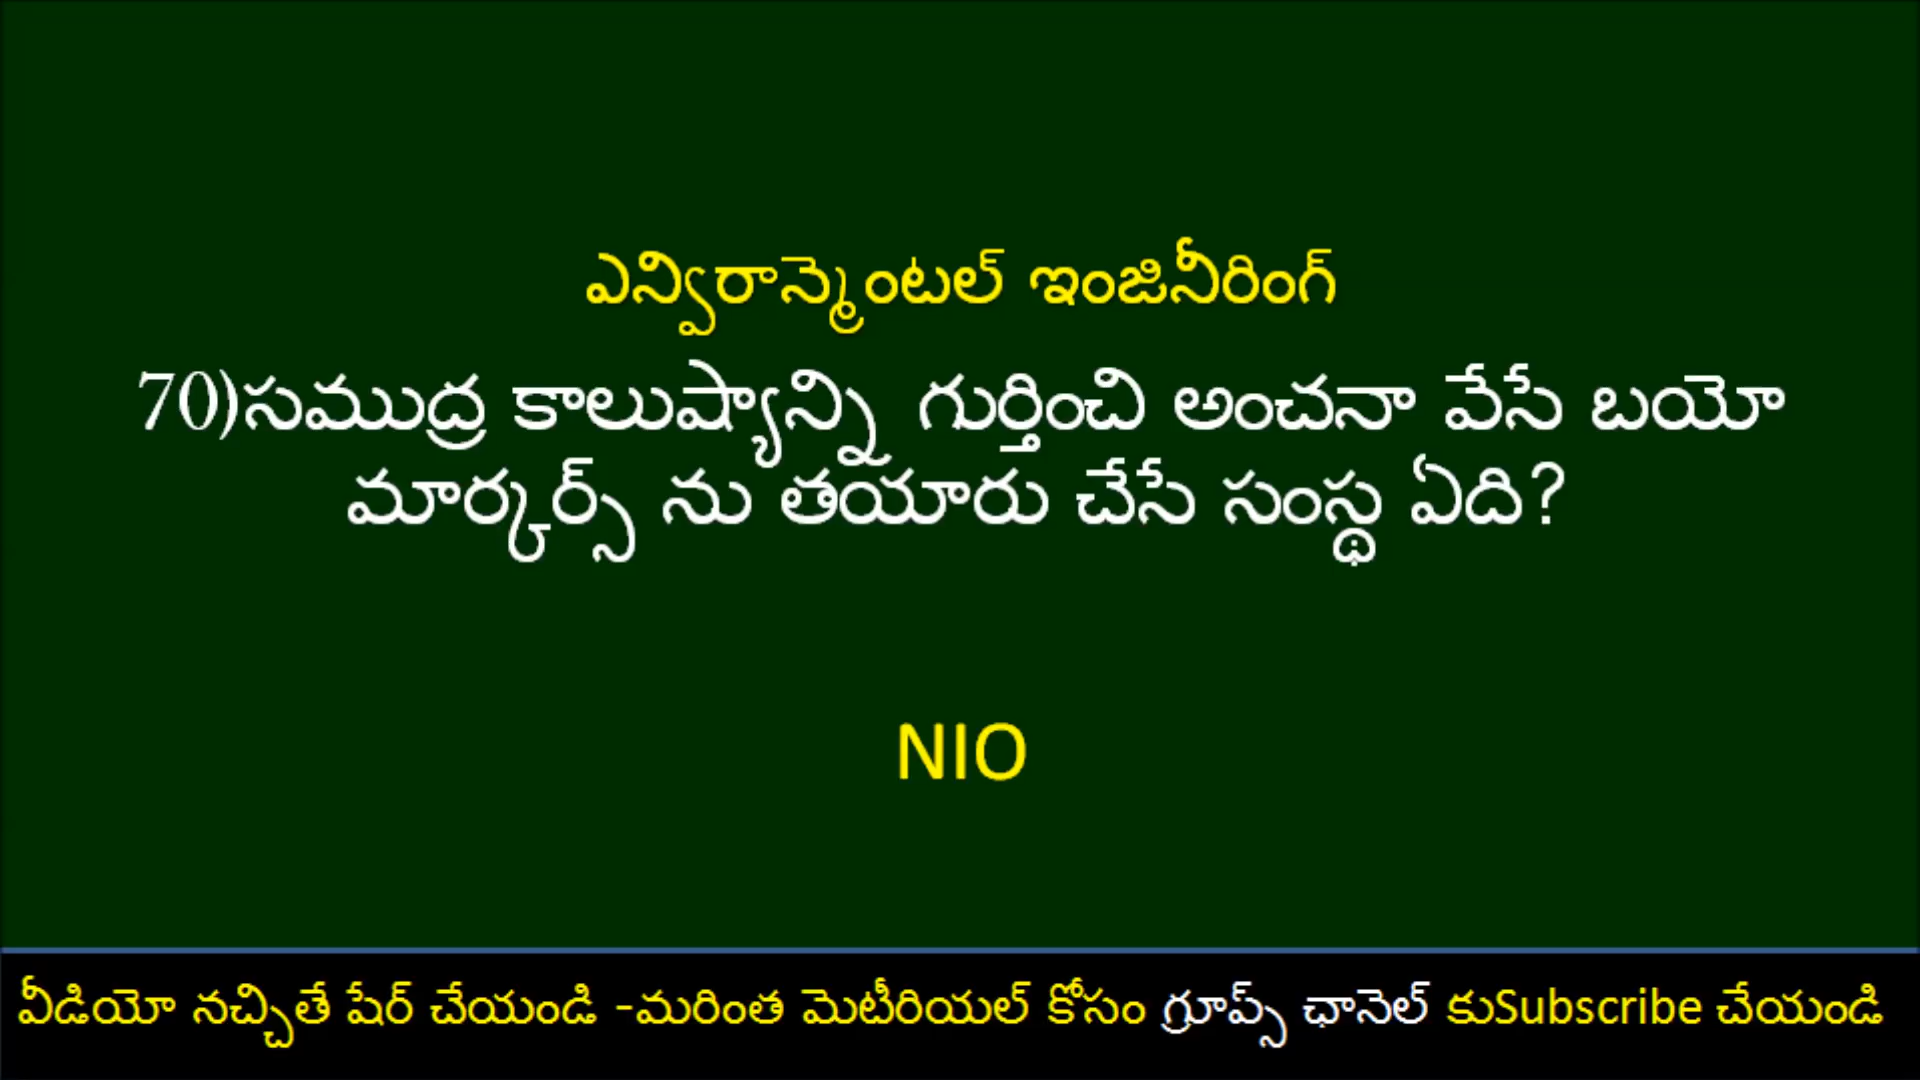 ఎన్విరాన్మెంటల్ ఇంజినీరింగ్
70)సముద్ర కాలుష్యాన్ని గుర్తించి అంచనా వేసే బయో
మార్కర్స్ ను తయారు చేసే సంస్థ ఏది?
NIO
వీడియో నచ్చితే షేర్ చేయండి -మరింత మెటీరియల్ కోసం గ్రూప్స్ ఛానెల్ కుSubscribe చేయండి